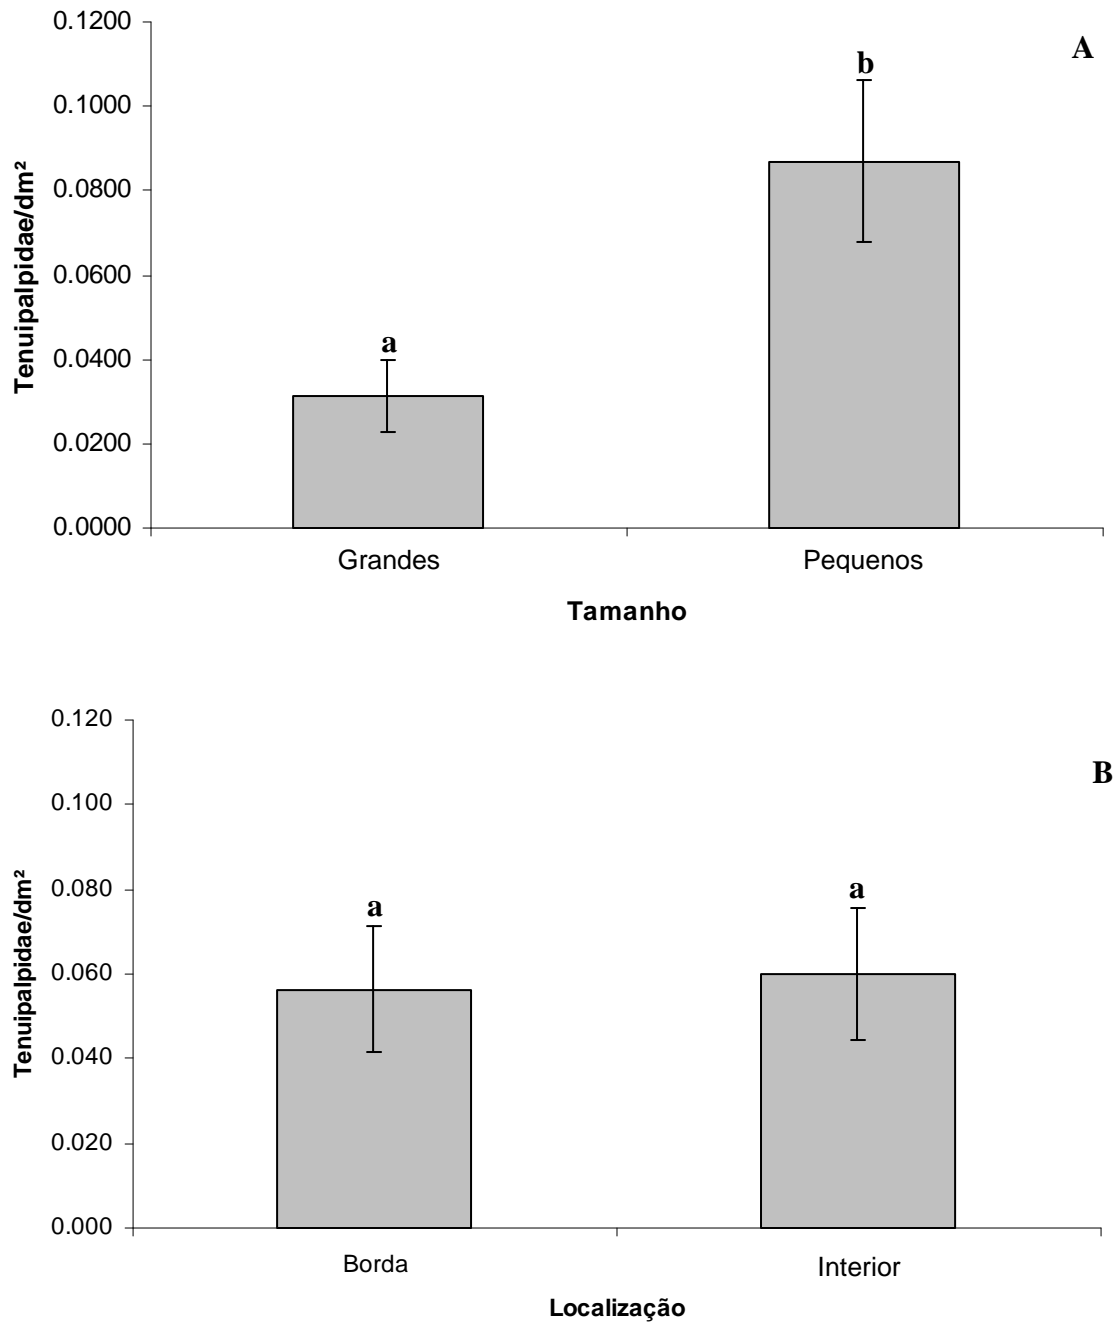 0.1200
A
b
0.1000
0.0800
0.0600
a
0.0400
0.0200
0.0000
Tenuipalpidae/dm²
Grandes
Pequenos
Tamanho
0.120
B
0.100
0.080
a
a
0.060
0.040
0.020
0.000
Tenuipalpidae/dm²
Borda
Interior
Localização